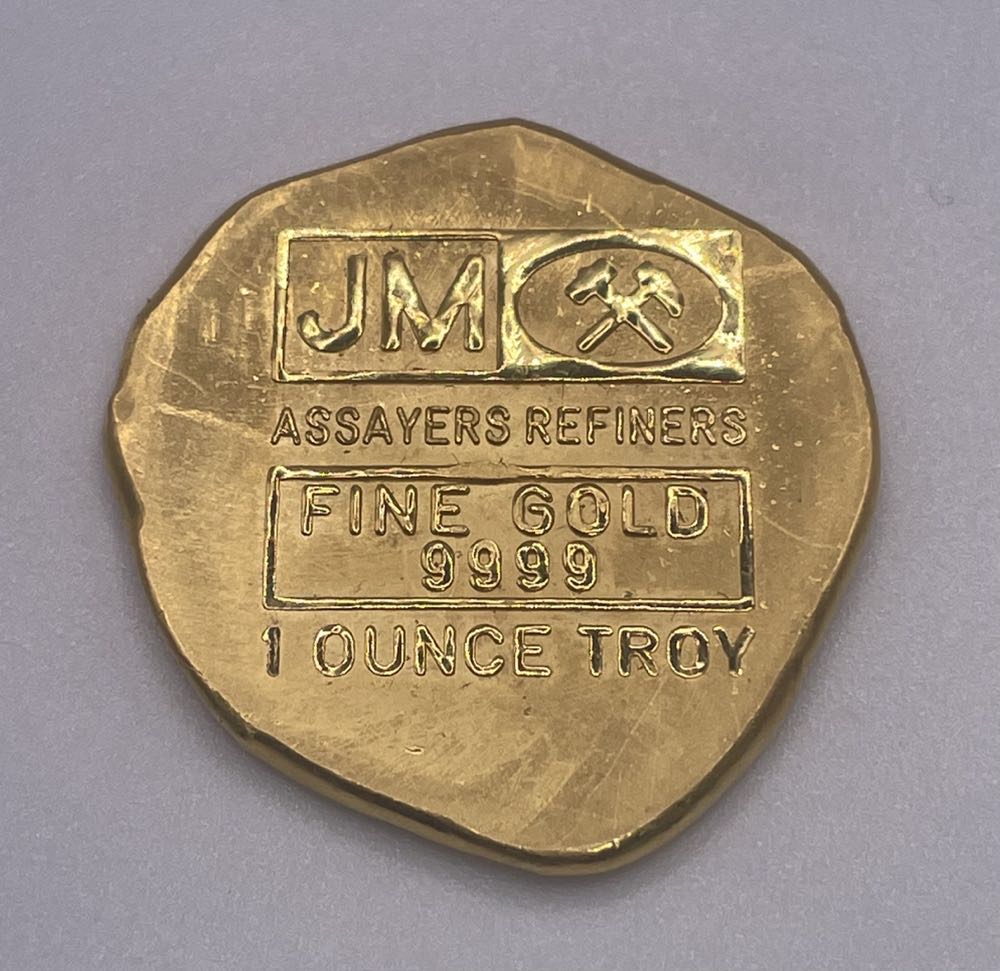 JM
ASSAYERS REFINERS
FINE GOLD
9999
1 OUNCE TROY